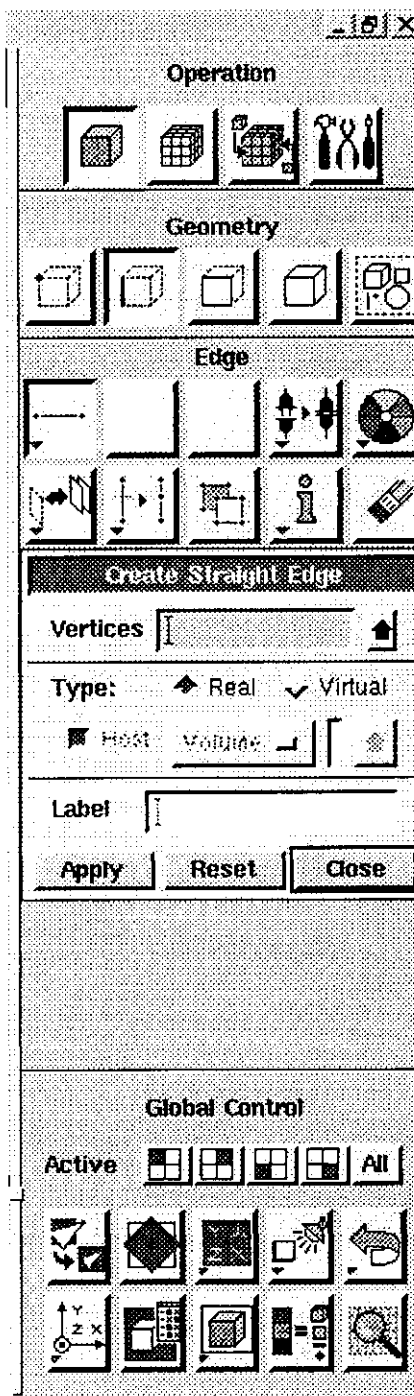 Operation
Geometry
Edge
Create Straight Edge
Vertices
Type: Real Virtual
Host Volume
Label
Apply Reset Close
Global Control
Active All
Y
Z X